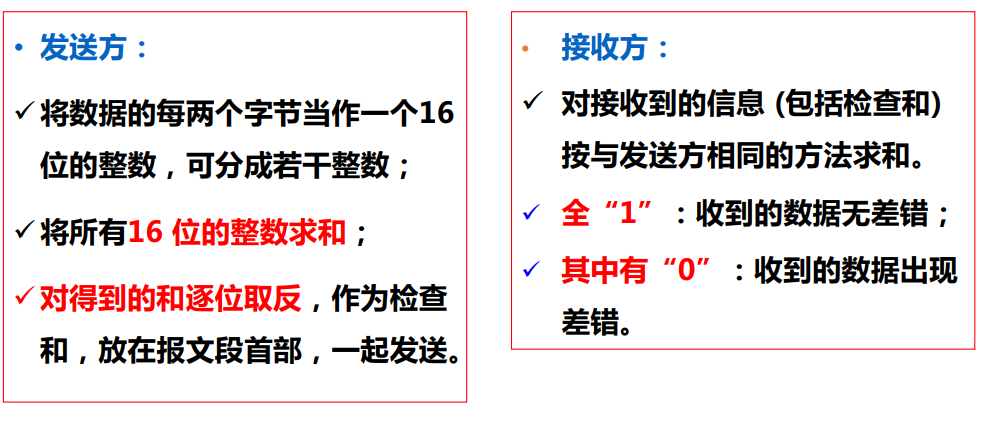 • 发送方：
✓将数据的每两个字节当作一个16
位的整数，可分成若干整数；
✓将所有16 位的整数求和；
✓对得到的和逐位取反，作为检查
和，放在报文段首部，一起发送。
• 接收方：
✓ 对接收到的信息 (包括检查和)
按与发送方相同的方法求和。
✓ 全“1” ：收到的数据无差错；
✓ 其中有“0” ：收到的数据出现
差错。